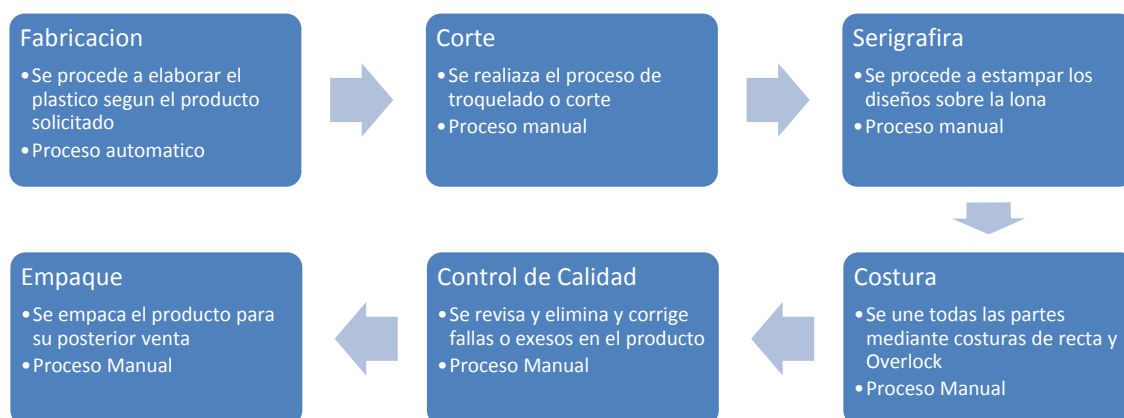 Fabricacion
•Se procede a elaborar el
plastico segun el producto
solicitado
•Proceso automatico
Corte
•Se realiaza el proceso de
troquelado o corte
•Proceso manual
Serigrafira
•Se procede a estampar los
diseños sobre la lona
•Proceso manual
Costura
•Se une todas las partes
mediante costuras de recta y
Overlock
•Proceso Manual
Control de Calidad
•Se revisa y elimina y corrige
fallas o exesos en el producto
•Proceso Manual
Empaque
•Se empaca el producto para
su posterior venta
•Proceso Manual